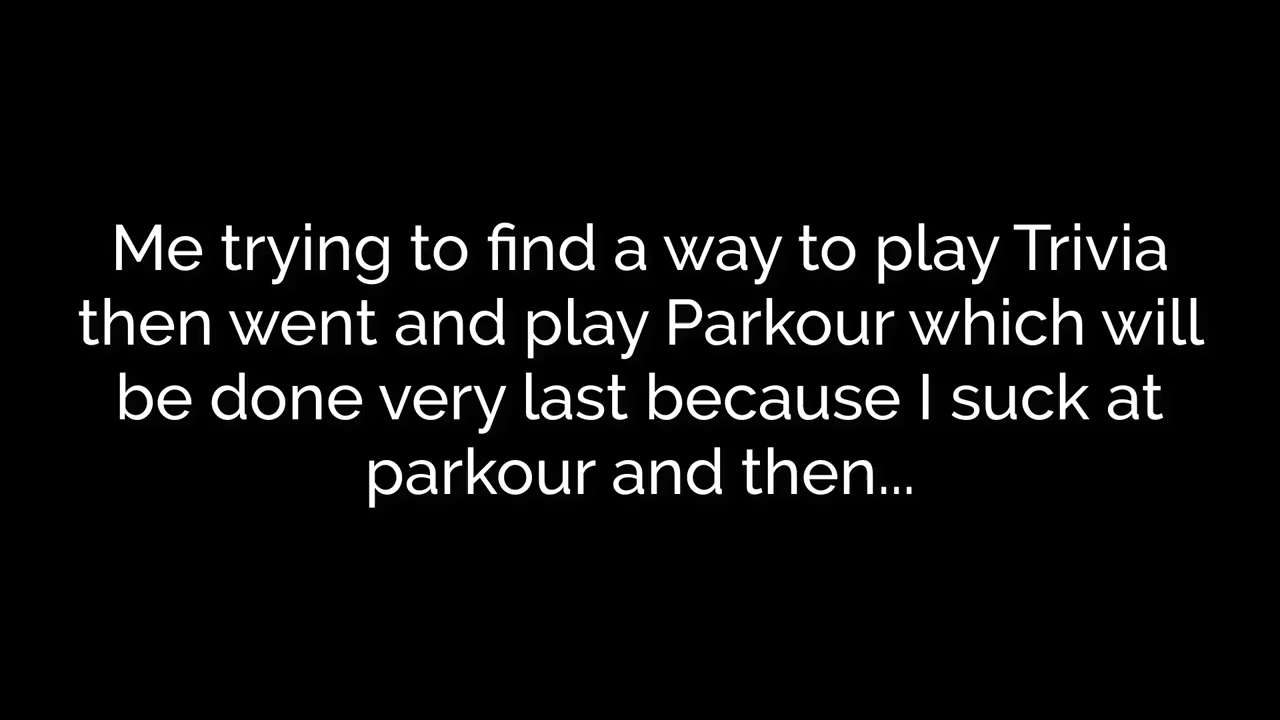 Me trying to find a way to play Trivia
then went and play Parkour which will
be done very last because I suck at
parkour and then...